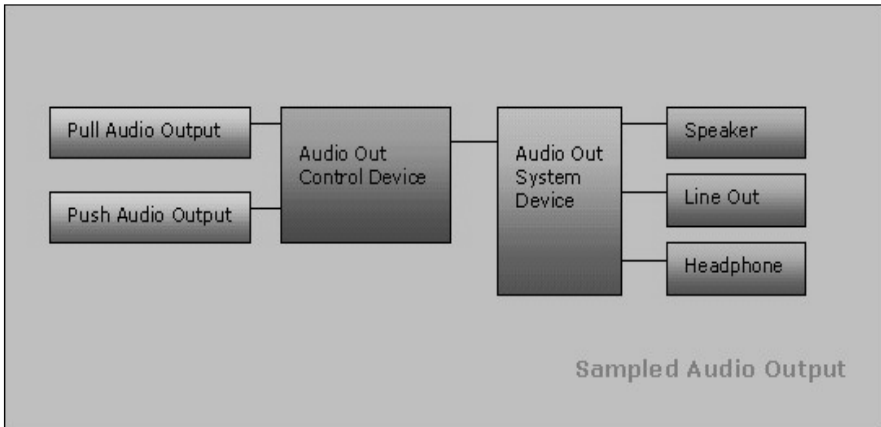 Pull Audio Output
Push Audio Output
Audio Out
Control Device
Audio Out
System
Device
Speaker
Line Out
Headphone
Sampled Audio Output